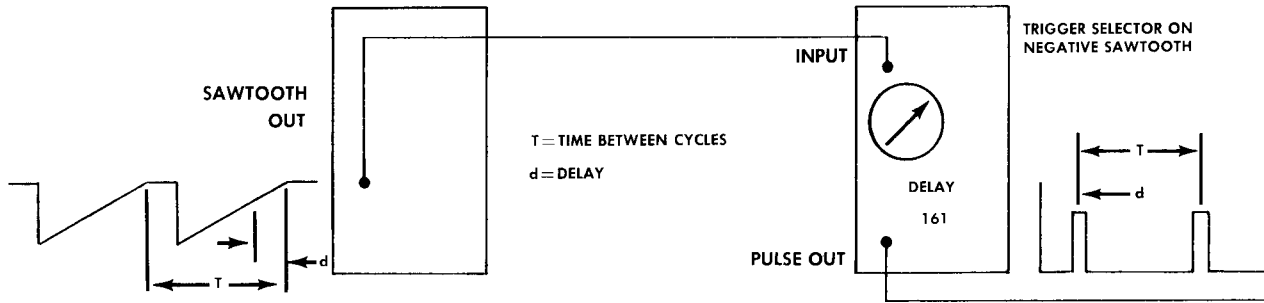 TRIGGER SELECTOR ON
NEGATIVE SAWTOOTH
INPUT
SAWTOOTH
OUT
T = TIME BETWEEN CYCLES
d = DELAY
T
d
DELAY
161
PULSE OUT
d
T